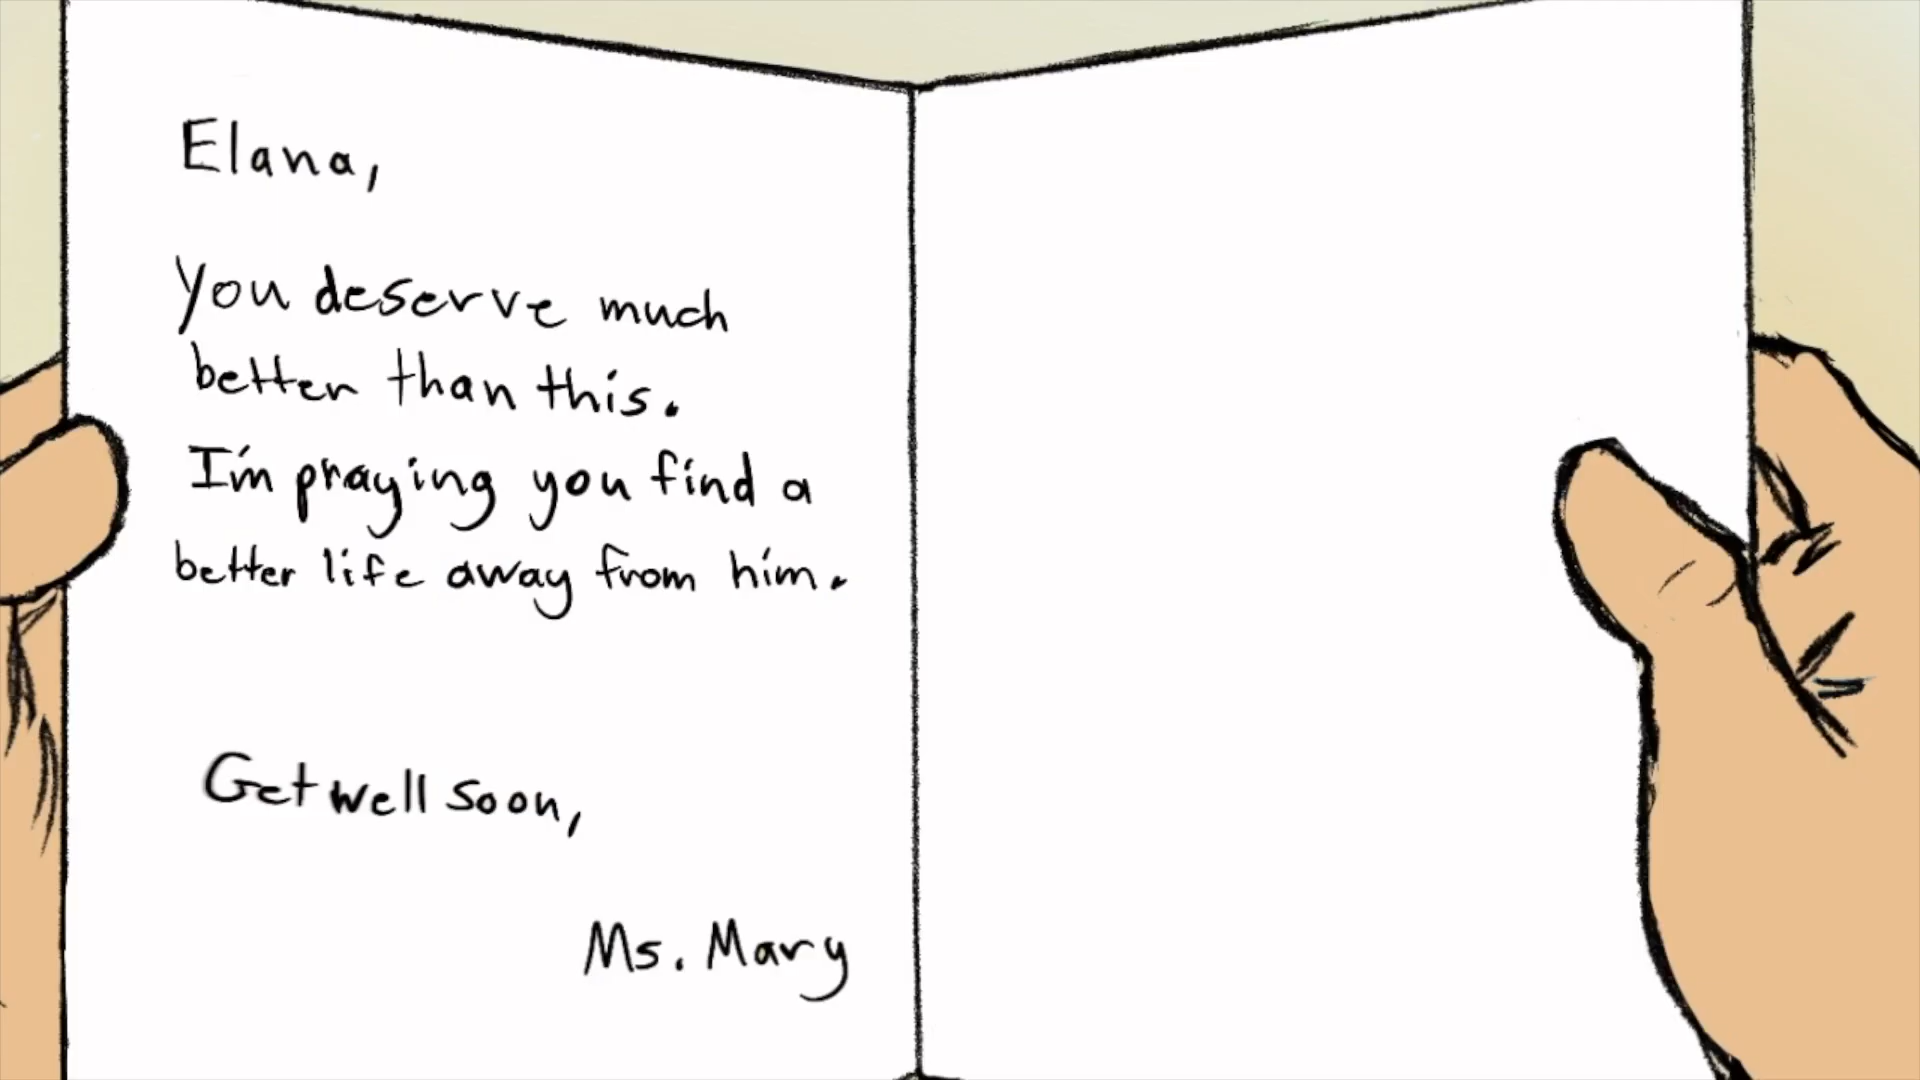 Elana,
You deserve much
better than this.
I'm praying you find a
better life away from him.
Get well soon,
Ms. Mary